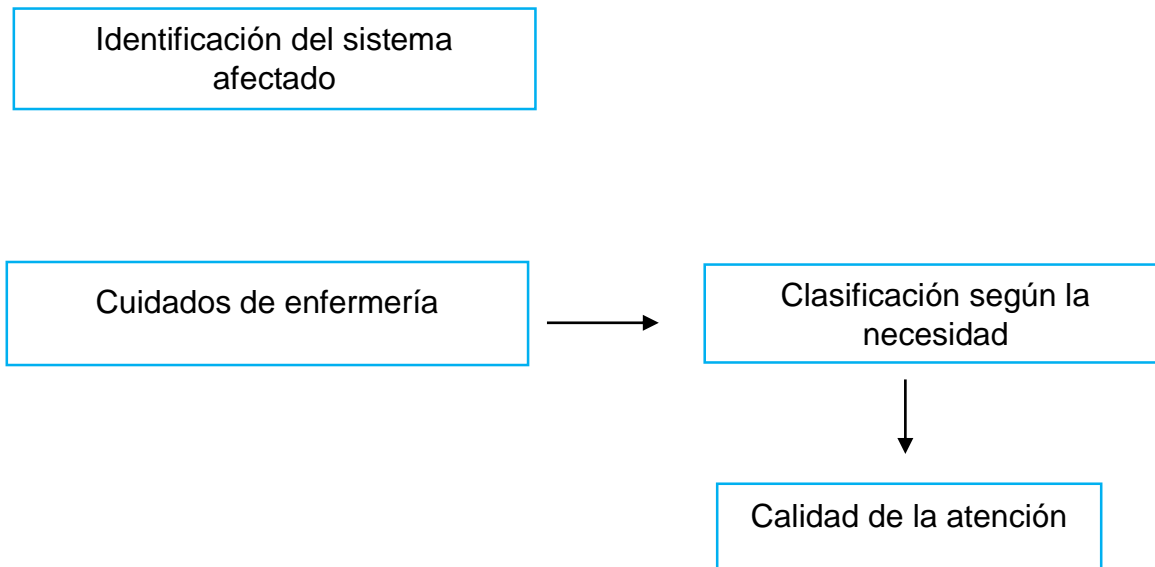 Identificación del sistema
afectado
Cuidados de enfermería
Clasificación según la
necesidad
Calidad de la atención